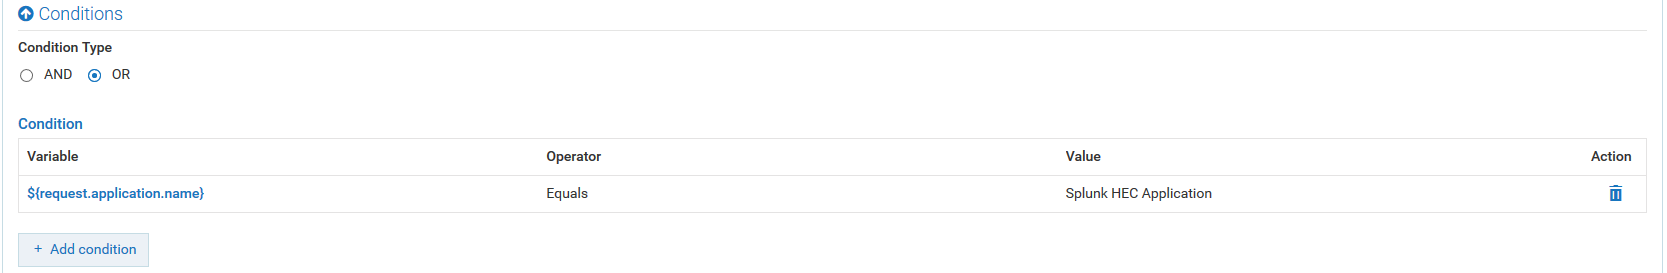 Conditions
Condition Type
AND OR
Condition
Variable Operator Value Action
${request.application.name} Equals Splunk HEC Application
+ Add condition